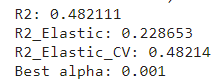 R2: 0.482111
R2_Elastic: 0.228653
R2_Elastic_CV: 0.48214
Best alpha: 0.001